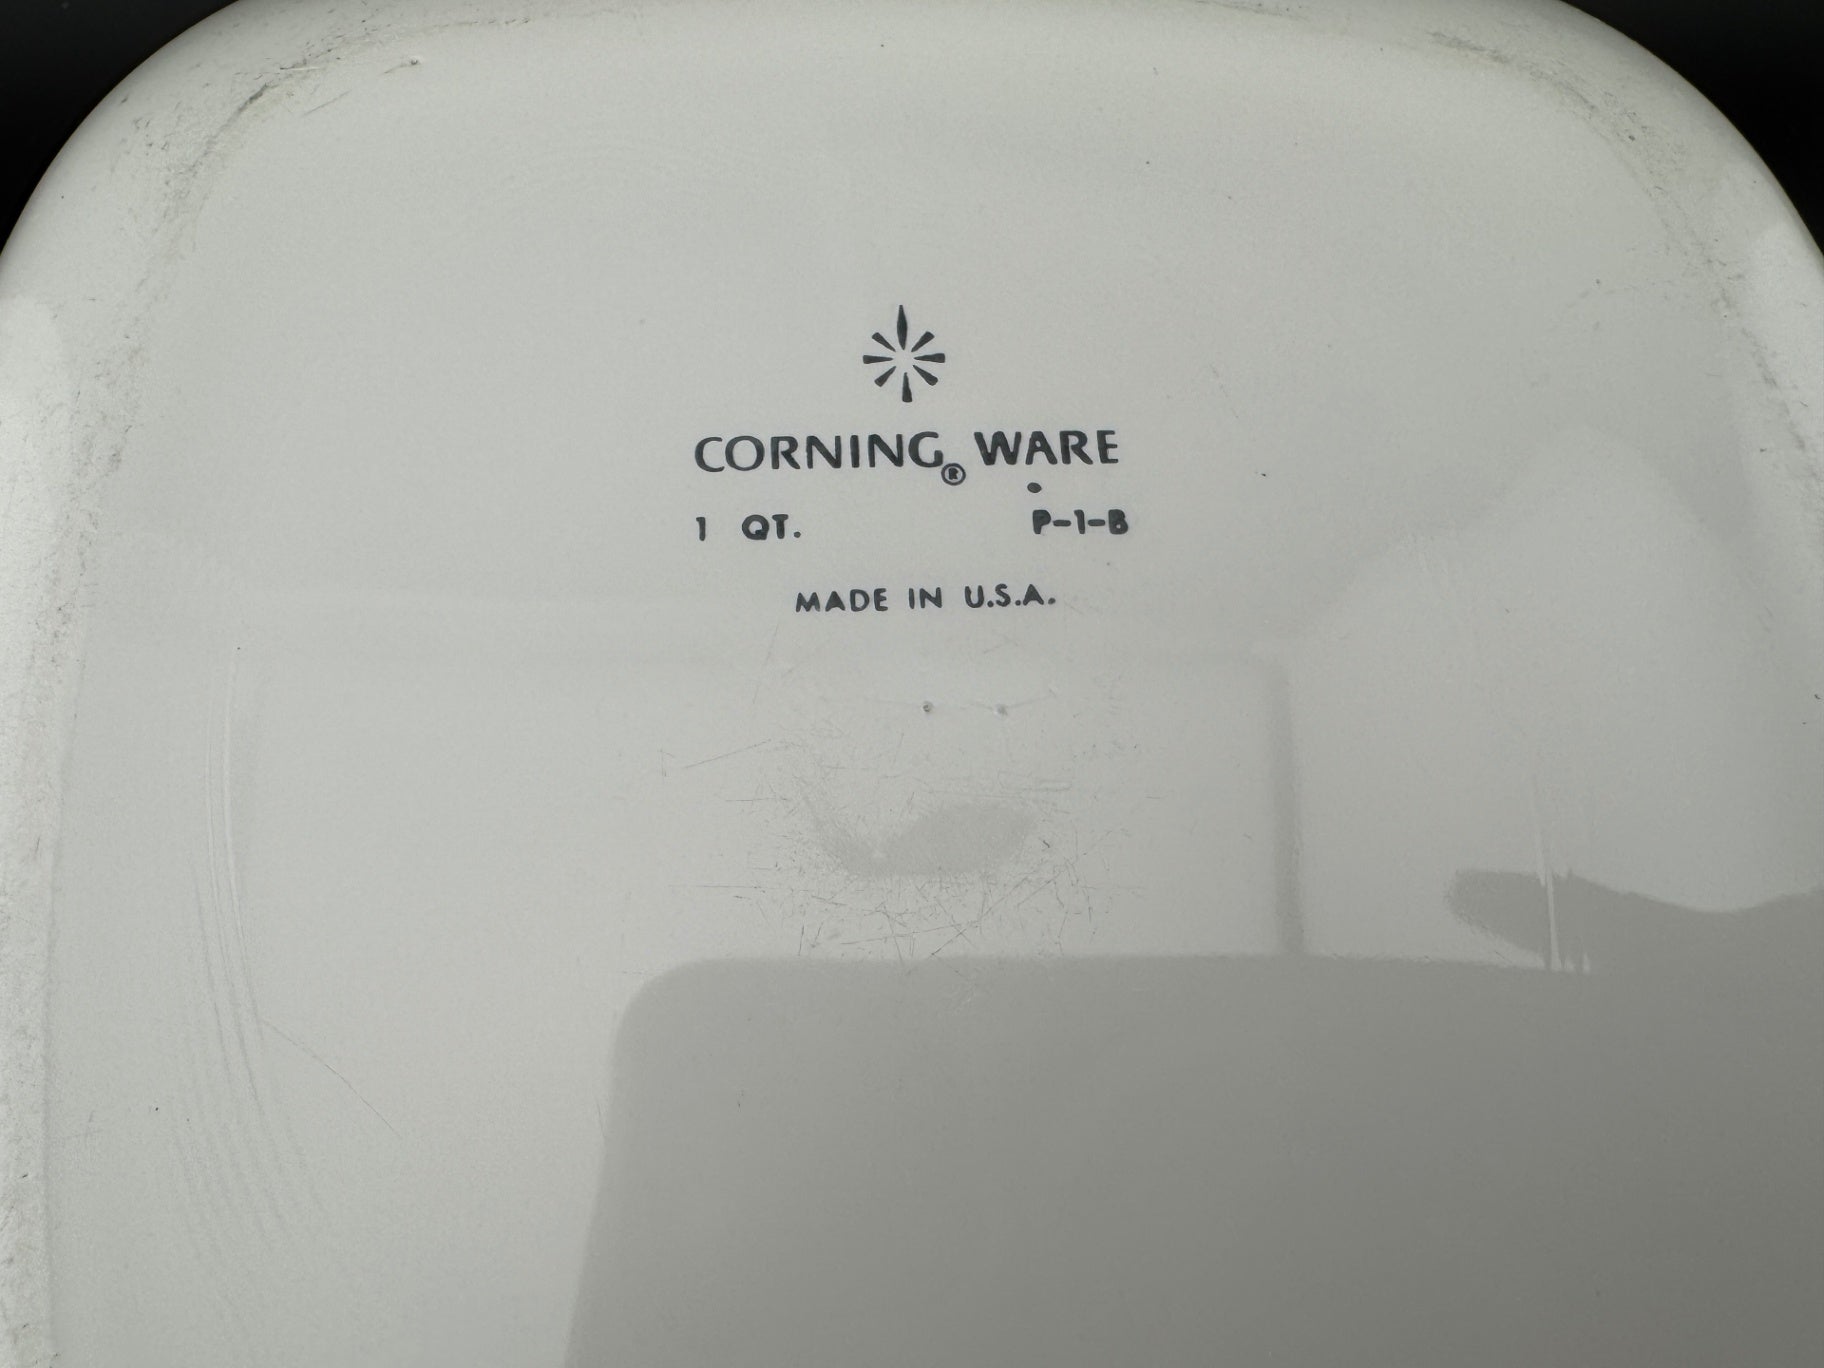 CORNING® WARE
1 QT. P-1-B
MADE IN U.S.A.